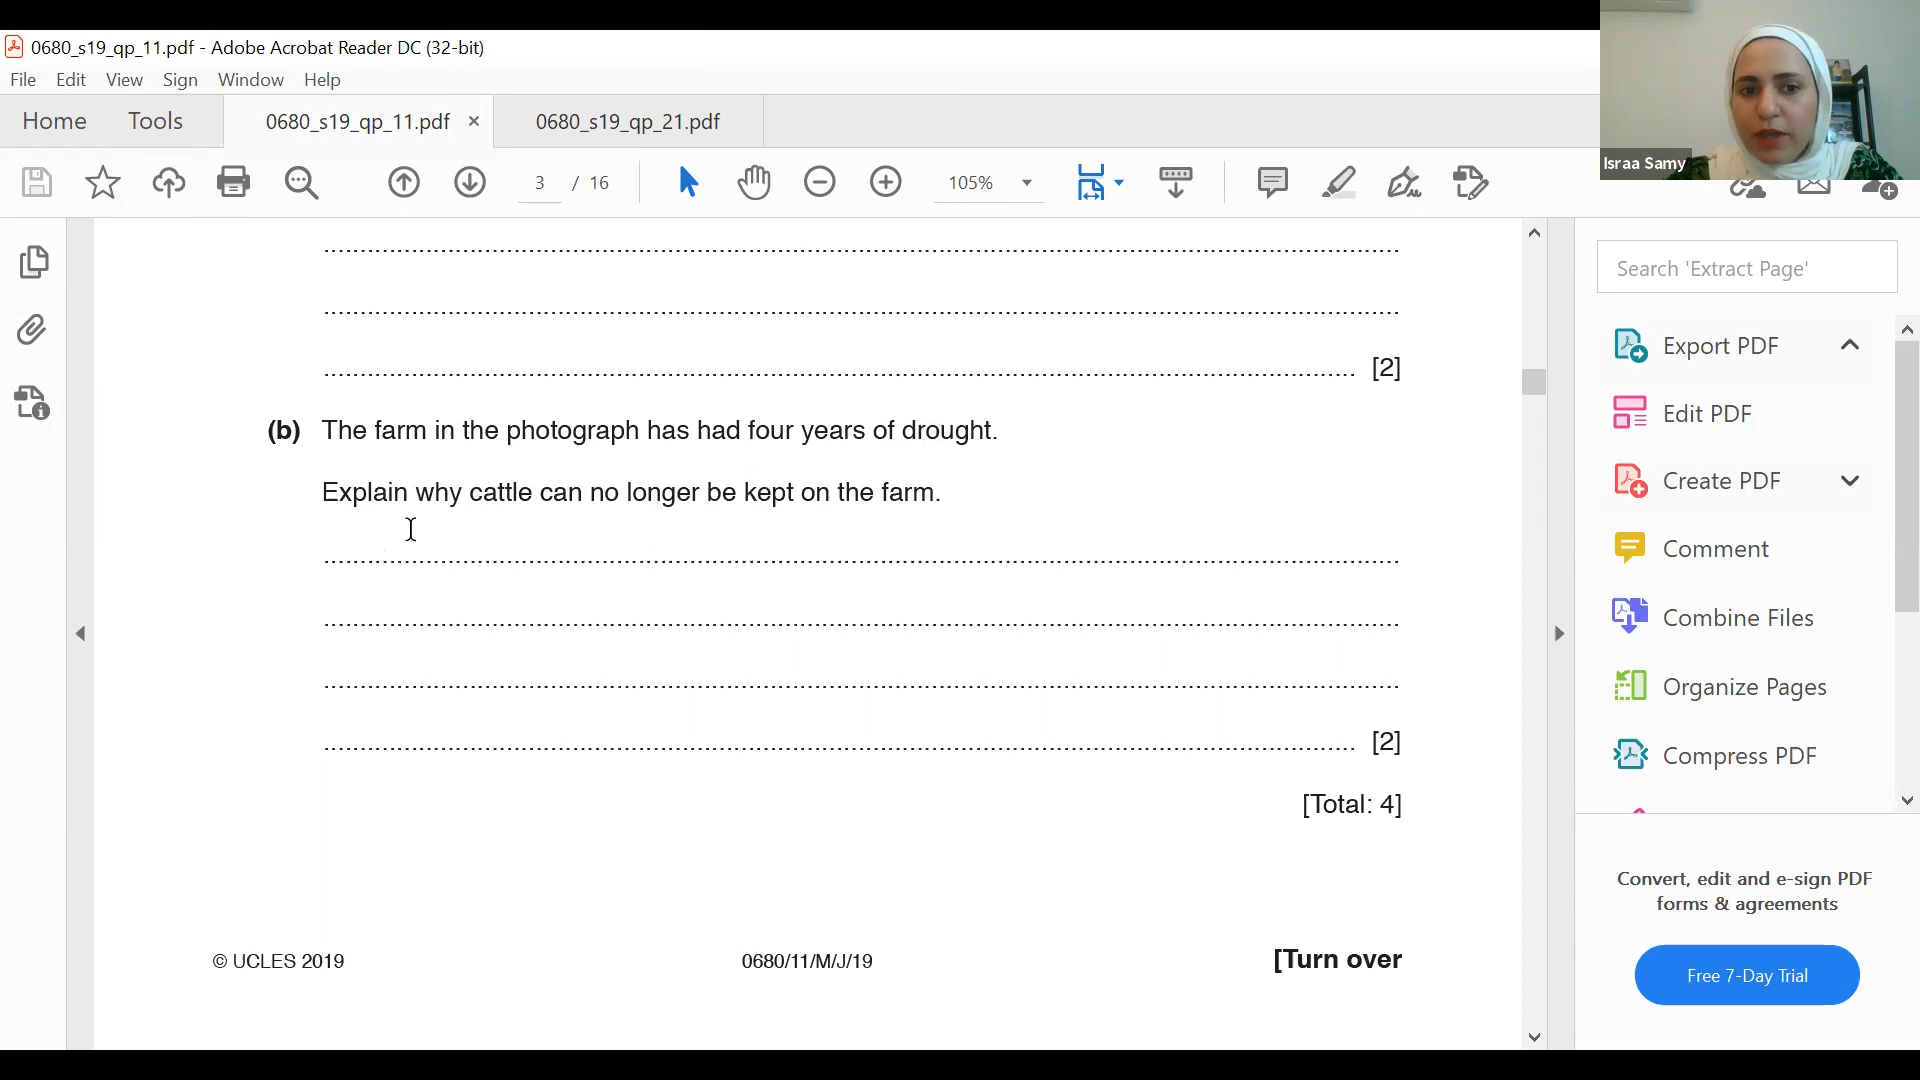 0680_s19_qp_11.pdf - Adobe Acrobat Reader DC (32-bit)
File Edit View Sign Window Help
Home Tools 0680_s19_qp_11.pdf × 0680_s19_qp_21.pdf
3 / 16 105%
Israa Samy
Search 'Extract Page'
[2]
(b) The farm in the photograph has had four years of drought.
Explain why cattle can no longer be kept on the farm.
[2]
[Total: 4]
© UCLES 2019 0680/11/M/J/19 [Turn over
Export PDF
Edit PDF
Create PDF
Comment
Combine Files
Organize Pages
Compress PDF
Convert, edit and e-sign PDF
forms & agreements
Free 7-Day Trial